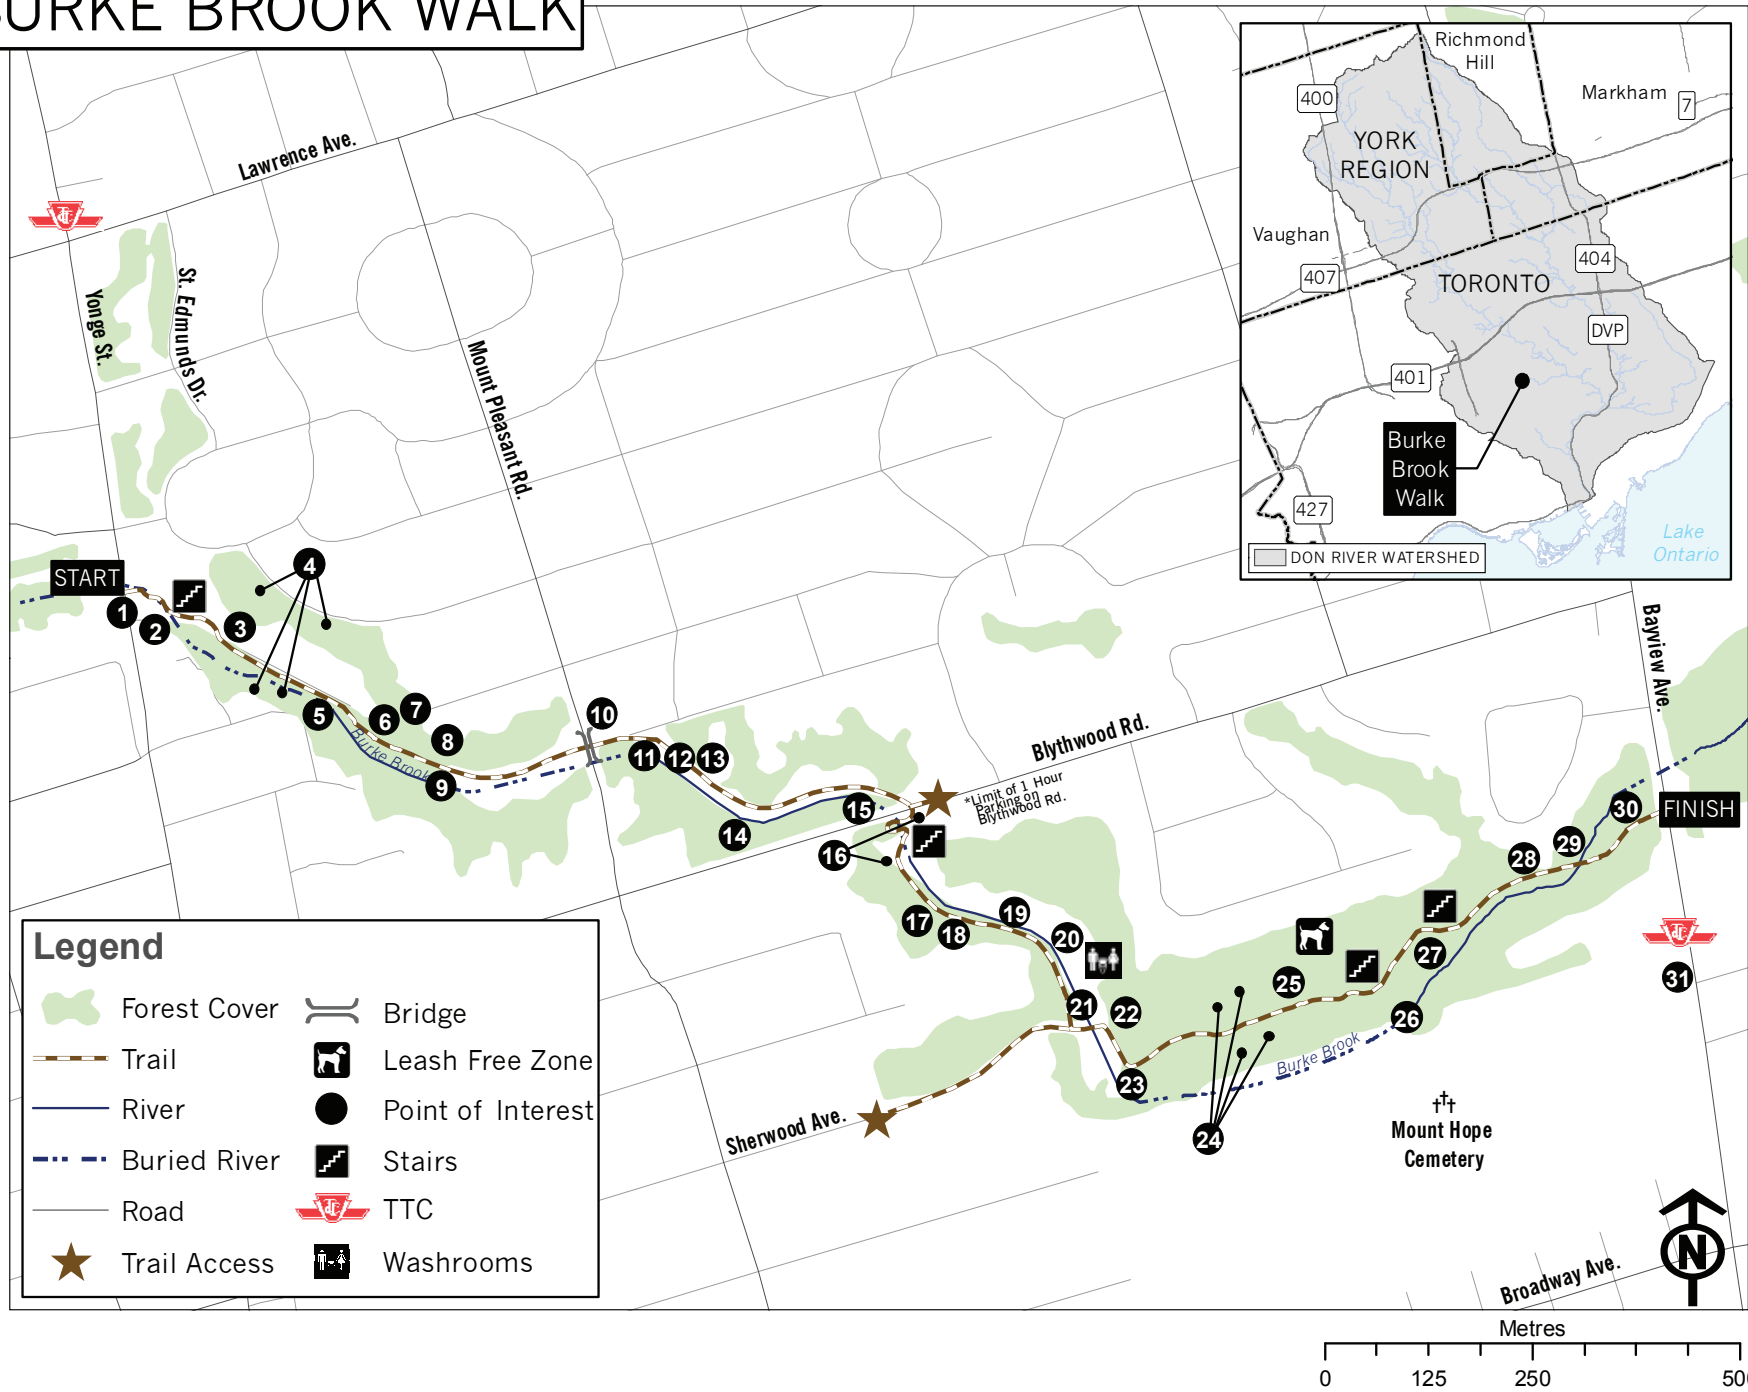 BURKE BROOK WALK
Richmond
Hill
400
Markham
7
YORK
REGION
Vaughan
407
404
TORONTO
DVP
401
Burke
Brook
Walk
427
Lake
Ontario
DON RIVER WATERSHED
Lawrence Ave.
Yonge St.
St. Edmunds Dr.
Mount Pleasant Rd.
START
1
2
3
4
5
6
7
8
9
Burke Brook
10
11
12
13
14
15
16
Blythwood Rd.
*Limit of 1 Hour
Parking on
Blythwood Rd.
Bayview Ave.
17
18
19
20
21
22
23
24
25
26
27
28
29
30
FINISH
31
Burke Brook
Sherwood Ave.
Mount Hope
Cemetery
Broadway Ave.
N
Legend
Forest Cover
Bridge
Trail
Leash Free Zone
River
Point of Interest
Buried River
Stairs
Road
TTC
Trail Access
Washrooms
Metres
0 125 250 500